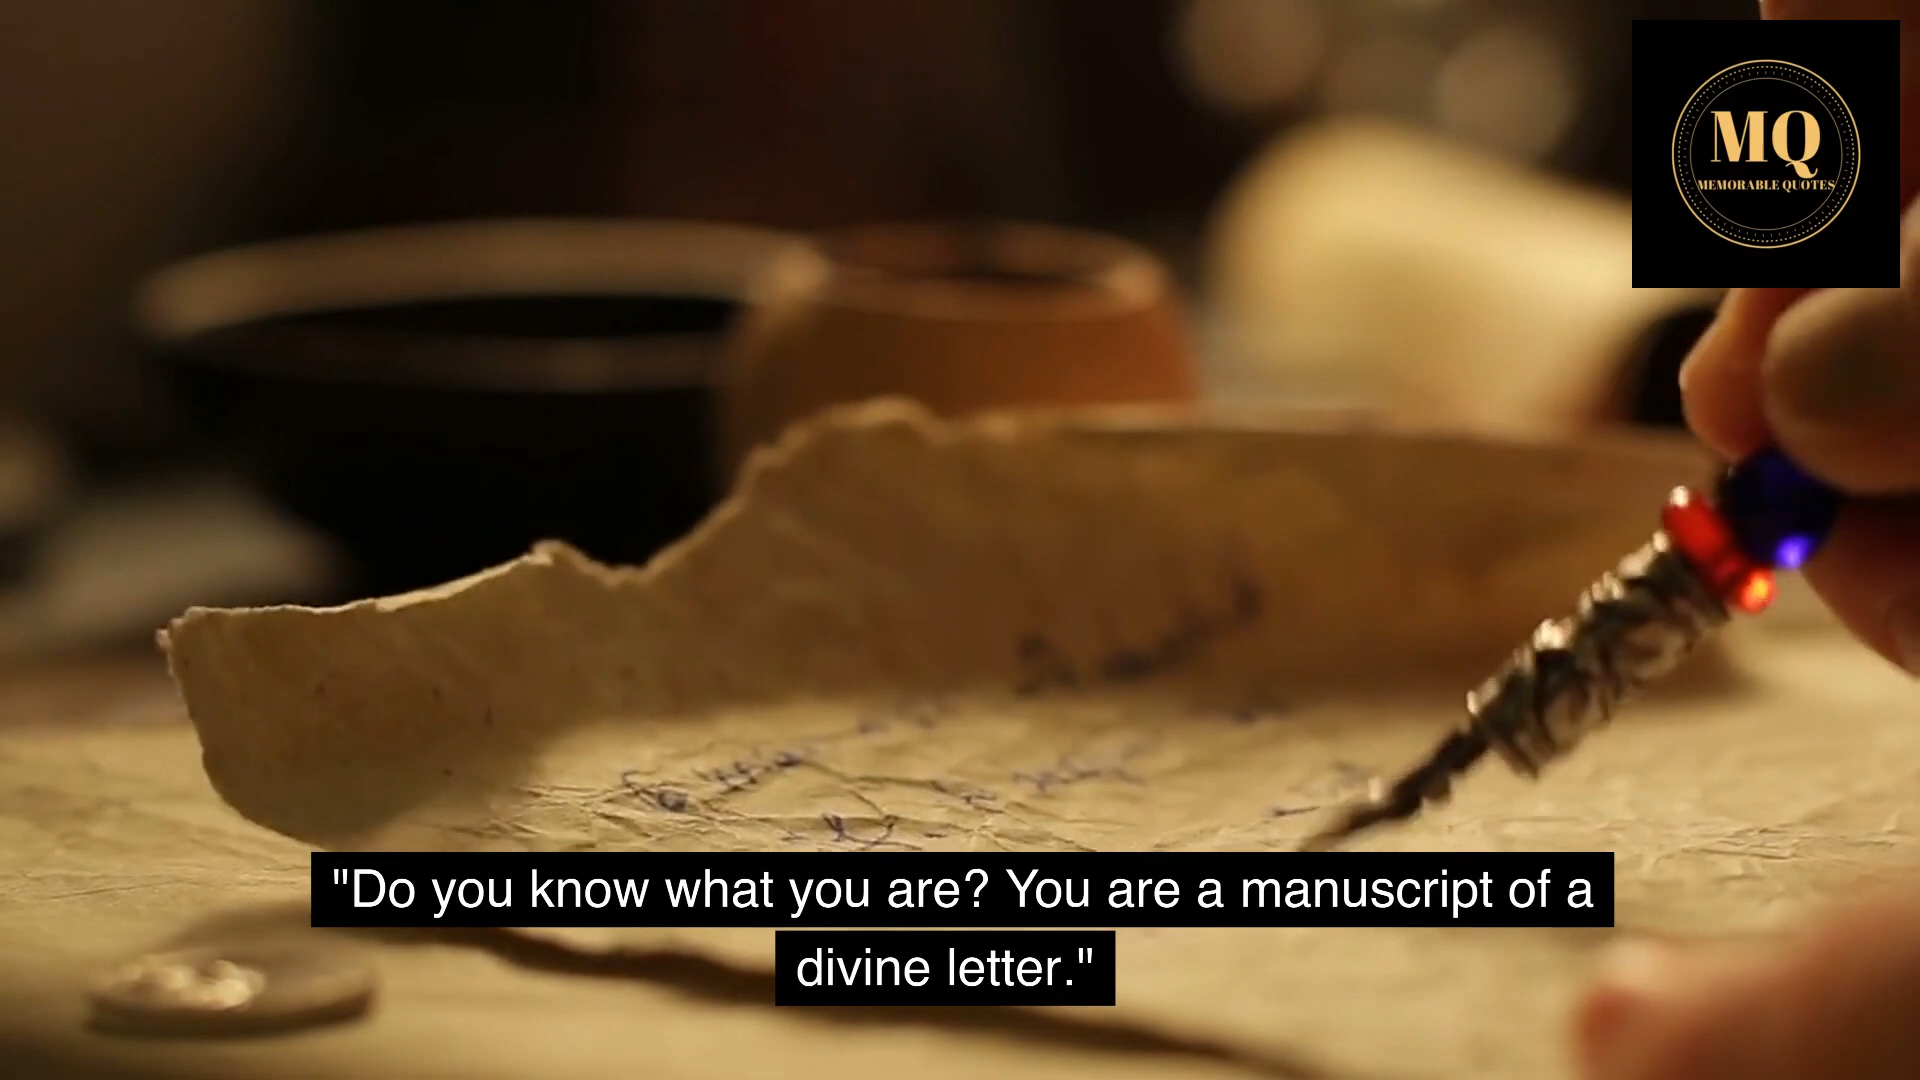 MQ
MEMORABLE QUOTES
"Do you know what you are? You are a manuscript of a
divine letter."